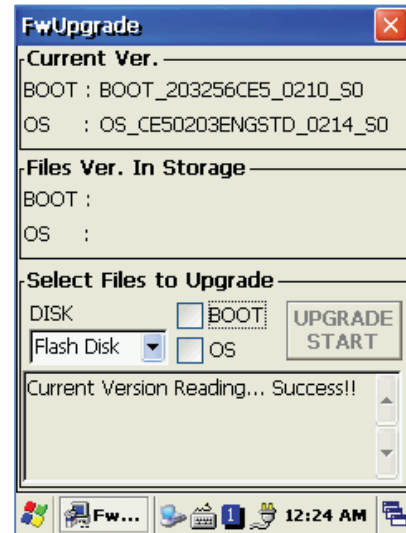 FwUpgrade
Current Ver.
BOOT : BOOT_203256CE5_0210_S0
OS : OS_CE50203ENGSTD_0214_S0
Files Ver. In Storage
BOOT :
OS :
Select Files to Upgrade
DISK
BOOT
UPGRADE
START
Flash Disk
OS
Current Version Reading... Success!!
Fw... 1 12:24 AM